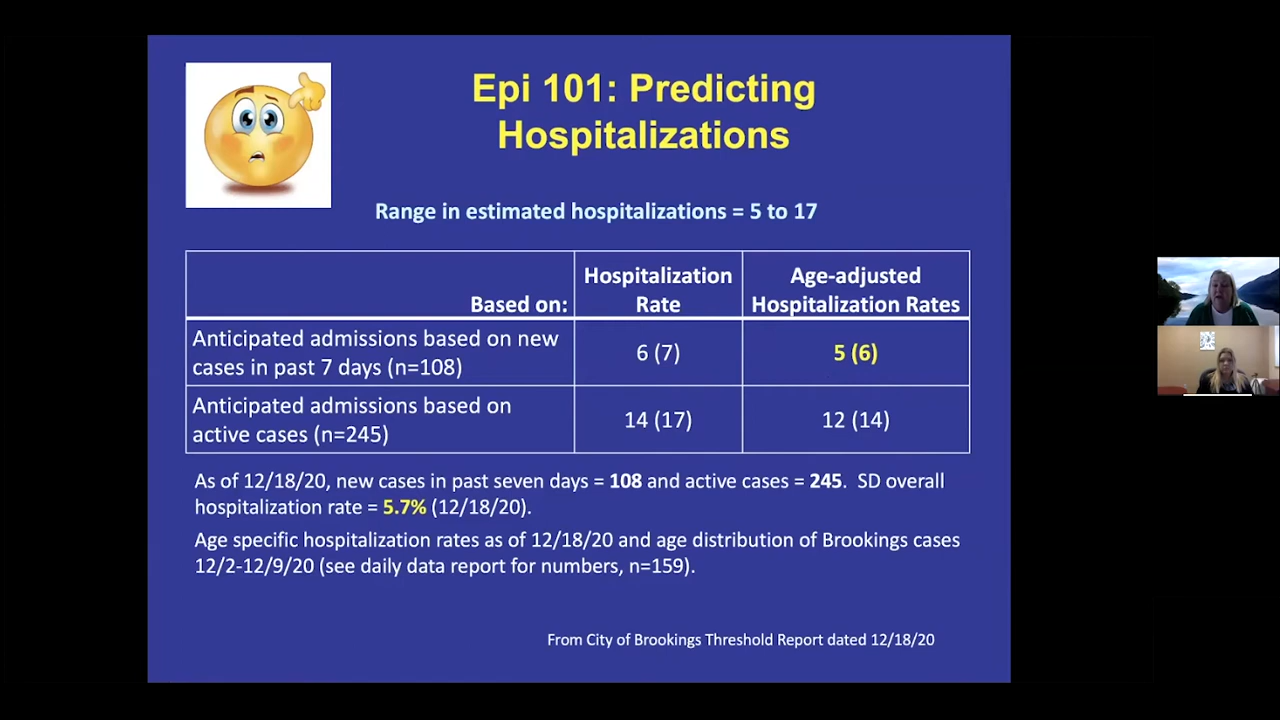 Epi 101: Predicting
Hospitalizations
Range in estimated hospitalizations = 5 to 17
Based on:
Hospitalization
Rate
Age-adjusted
Hospitalization Rates
Anticipated admissions based on new
cases in past 7 days (n=108)
6 (7)
5 (6)
Anticipated admissions based on
active cases (n=245)
14 (17)
12 (14)
As of 12/18/20, new cases in past seven days = 108 and active cases = 245.  SD overall
hospitalization rate = 5.7% (12/18/20).
Age specific hospitalization rates as of 12/18/20 and age distribution of Brookings cases
12/2-12/9/20 (see daily data report for numbers, n=159).
From City of Brookings Threshold Report dated 12/18/20